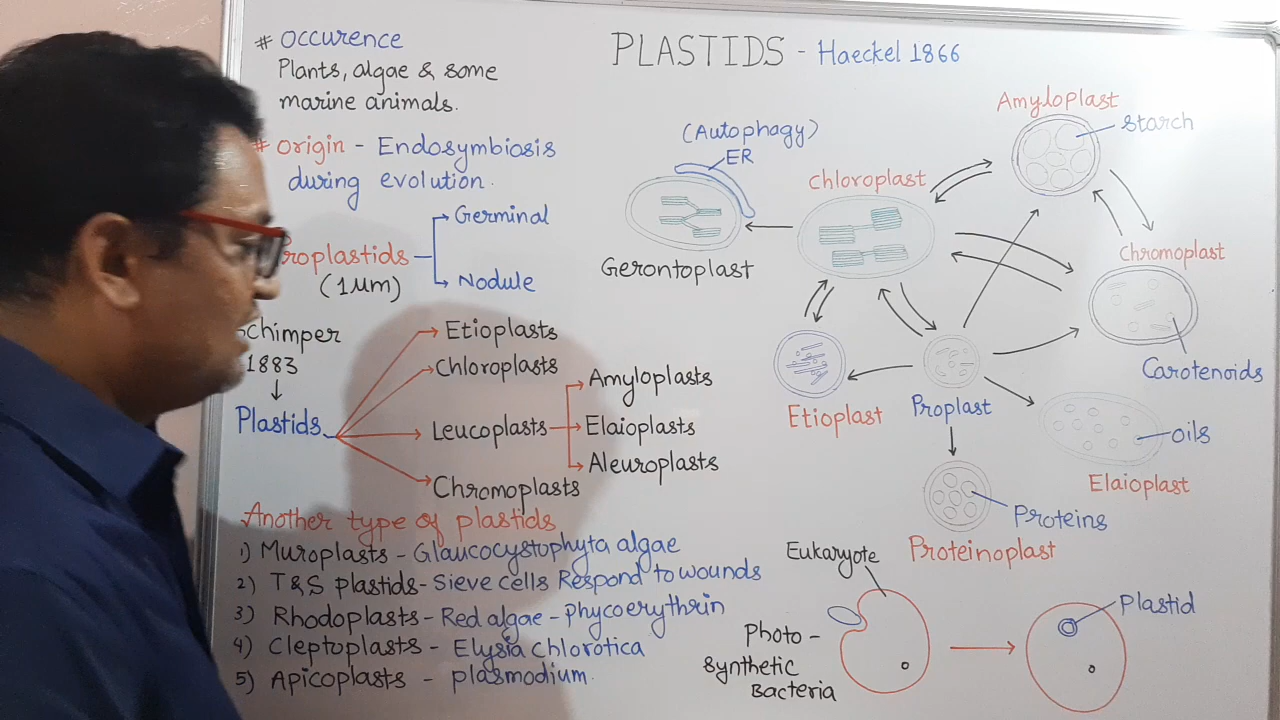 # Occurence
Plants, algae & some
marine animals.
# Origin - Endosymbiosis
during evolution.
Germinal
roplastids
(1μm)
Nodule
chimper
1883
Plastids
Etioplasts
Chloroplasts
Leucoplasts
Chromoplasts
Amyloplasts
Elaioplasts
Aleuroplasts
Another type of plastids
1) Muroplasts - Glaucocystophyta algae
2) T&S plastids - Sieve cells Respond to wounds
3) Rhodoplasts - Red algae - Phycoerythrin
4) Cleptoplasts - Elysia Chlorotica
5) Apicoplasts - plasmodium.
PLASTIDS - Haeckel 1866
(Autophagy)
ER
Gerontoplast
Chloroplast
Amyloplast
starch
Chromoplast
Carotenoids
Etioplast
Proplast
oils
Elaioplast
Proteins
Proteinoplast
Eukaryote
Photo -
synthetic
Bacteria
Plastid